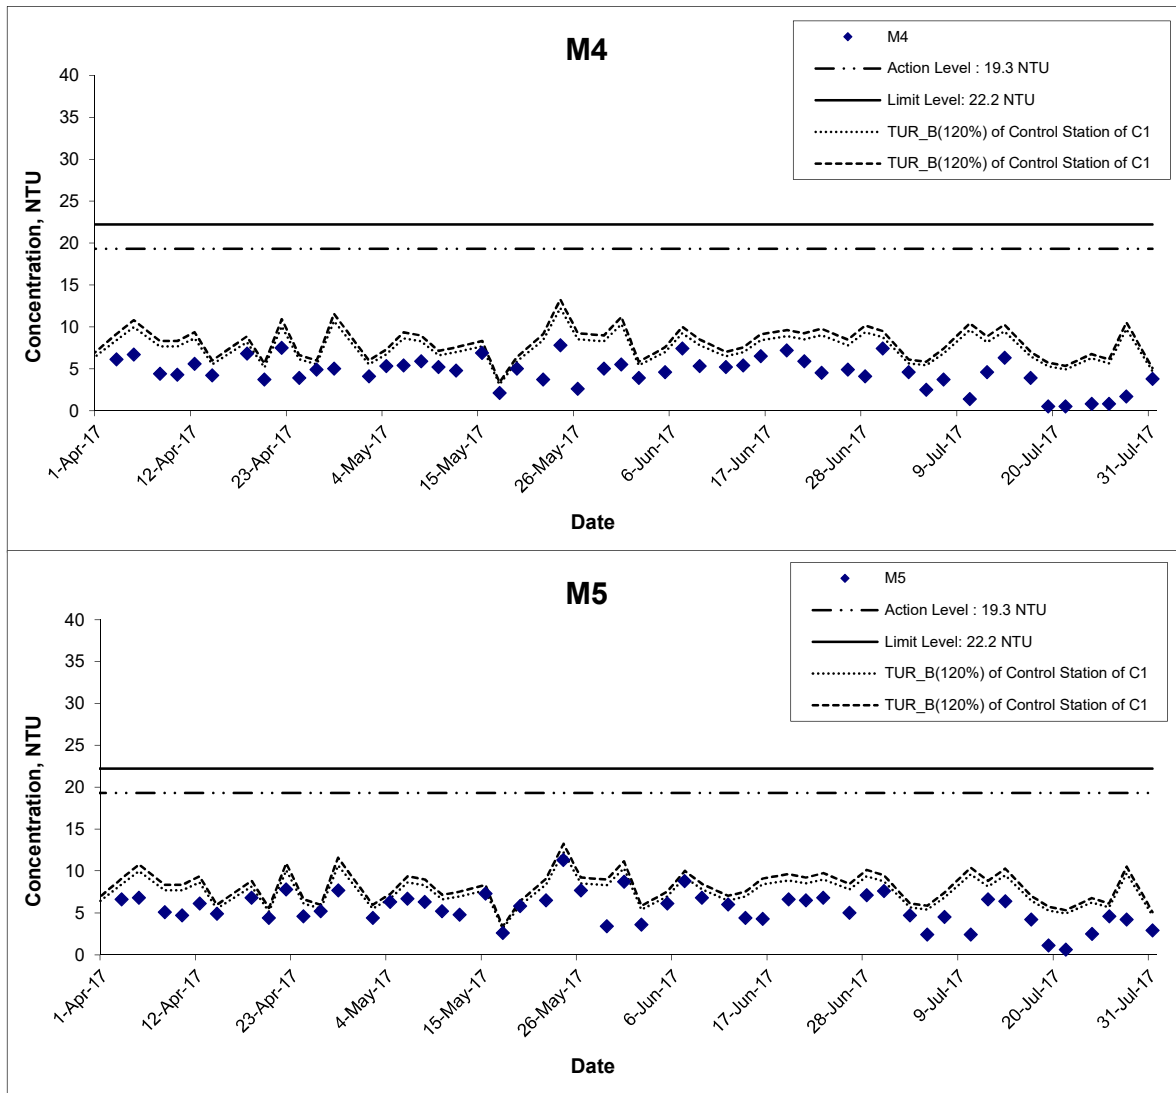 M4
M4
Action Level : 19.3 NTU
Limit Level: 22.2 NTU
TUR_B(120%) of Control Station of C1
TUR_B(120%) of Control Station of C1
Concentration, NTU
40
35
30
25
20
15
10
5
0
1-Apr-17
12-Apr-17
23-Apr-17
4-May-17
15-May-17
26-May-17
6-Jun-17
17-Jun-17
28-Jun-17
9-Jul-17
20-Jul-17
31-Jul-17
Date
M5
M5
Action Level : 19.3 NTU
Limit Level: 22.2 NTU
TUR_B(120%) of Control Station of C1
TUR_B(120%) of Control Station of C1
Concentration, NTU
40
35
30
25
20
15
10
5
0
1-Apr-17
12-Apr-17
23-Apr-17
4-May-17
15-May-17
26-May-17
6-Jun-17
17-Jun-17
28-Jun-17
9-Jul-17
20-Jul-17
31-Jul-17
Date